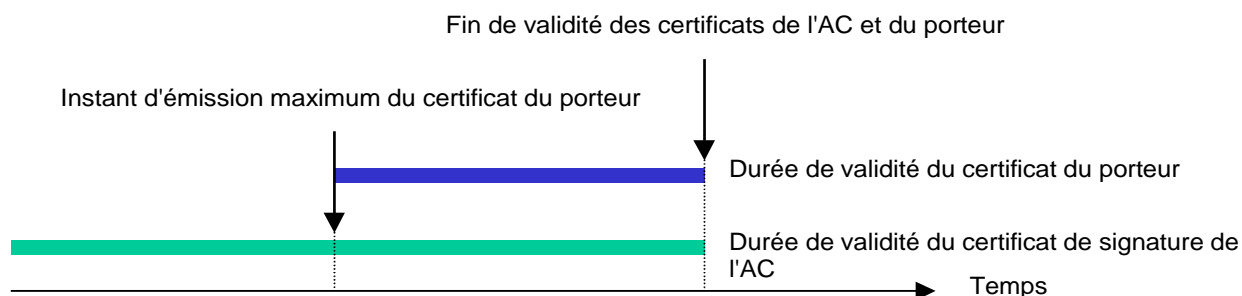 Fin de validité des certificats de l'AC et du porteur
Instant d'émission maximum du certificat du porteur
Durée de validité du certificat du porteur
Durée de validité du certificat de signature de
l'AC
Temps